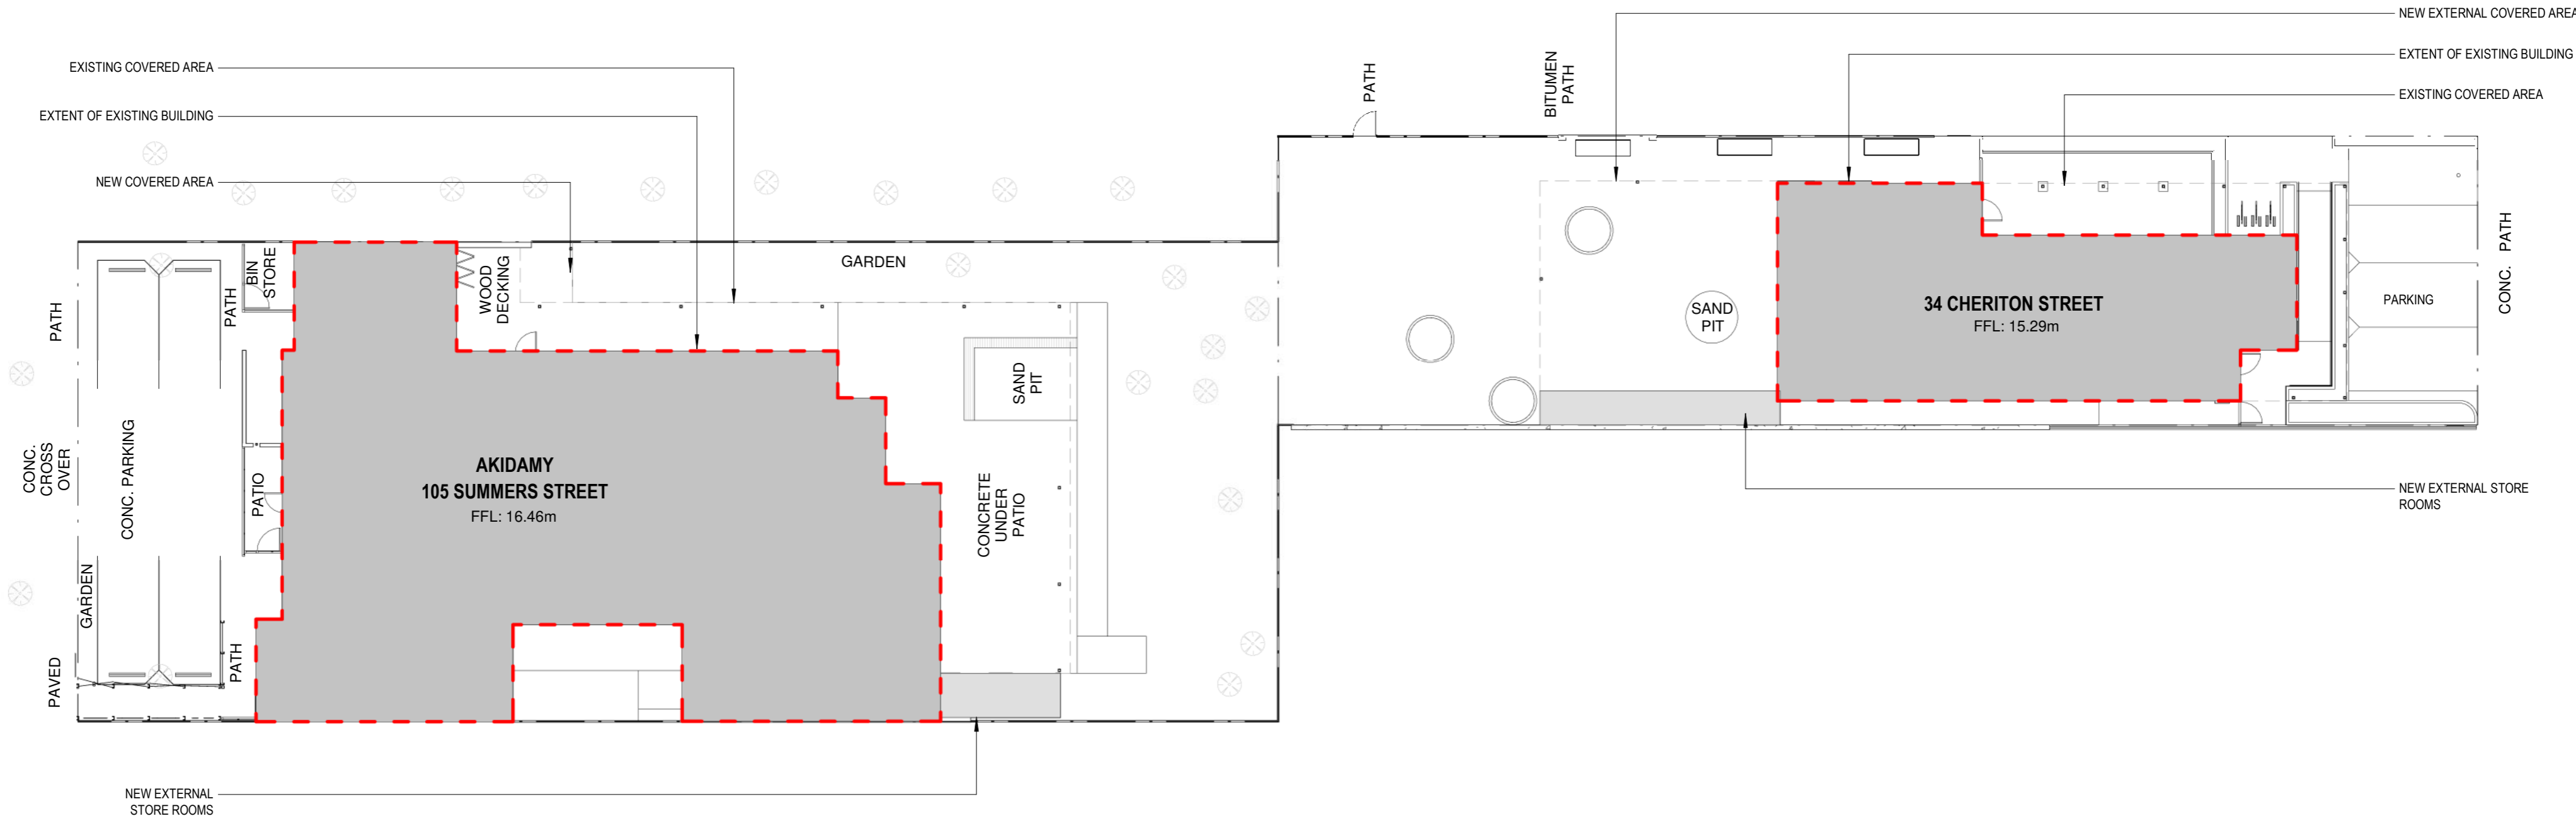 NEW EXTERNAL COVERED AREA
EXTENT OF EXISTING BUILDING
EXISTING COVERED AREA
EXISTING COVERED AREA
EXTENT OF EXISTING BUILDING
NEW COVERED AREA
PATH
BITUMEN
PATH
BIN
STORE
WOOD
DECKING
GARDEN
PATH
PATH
CONC.
CROSS
OVER
CONC. PARKING
PATIO
GARDEN
PAVED
PATH
AKIDAMY
105 SUMMERS STREET
FFL: 16.46m
SAND
PIT
CONCRETE
UNDER
PATIO
SAND
PIT
34 CHERITON STREET
FFL: 15.29m
PARKING
CONC. PATH
NEW EXTERNAL STORE
ROOMS
NEW EXTERNAL
STORE ROOMS